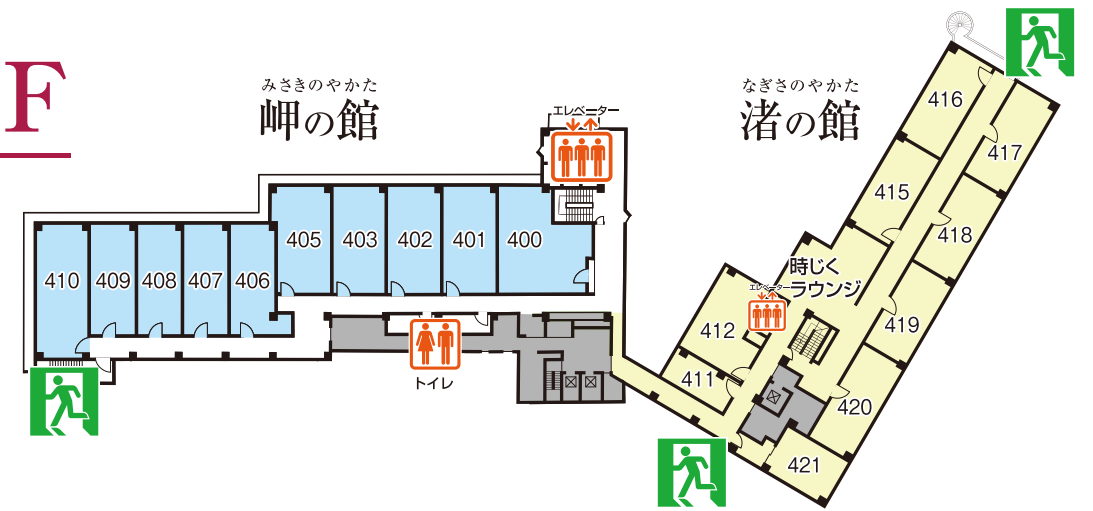 F
みさきのやかた
岬の館
なぎさのやかた
渚の館
エレベーター
416
417
415
418
405
403
402
401
400
410
409
408
407
406
時じく
ラウンジ
エレベーター
412
419
411
420
421
トイレ